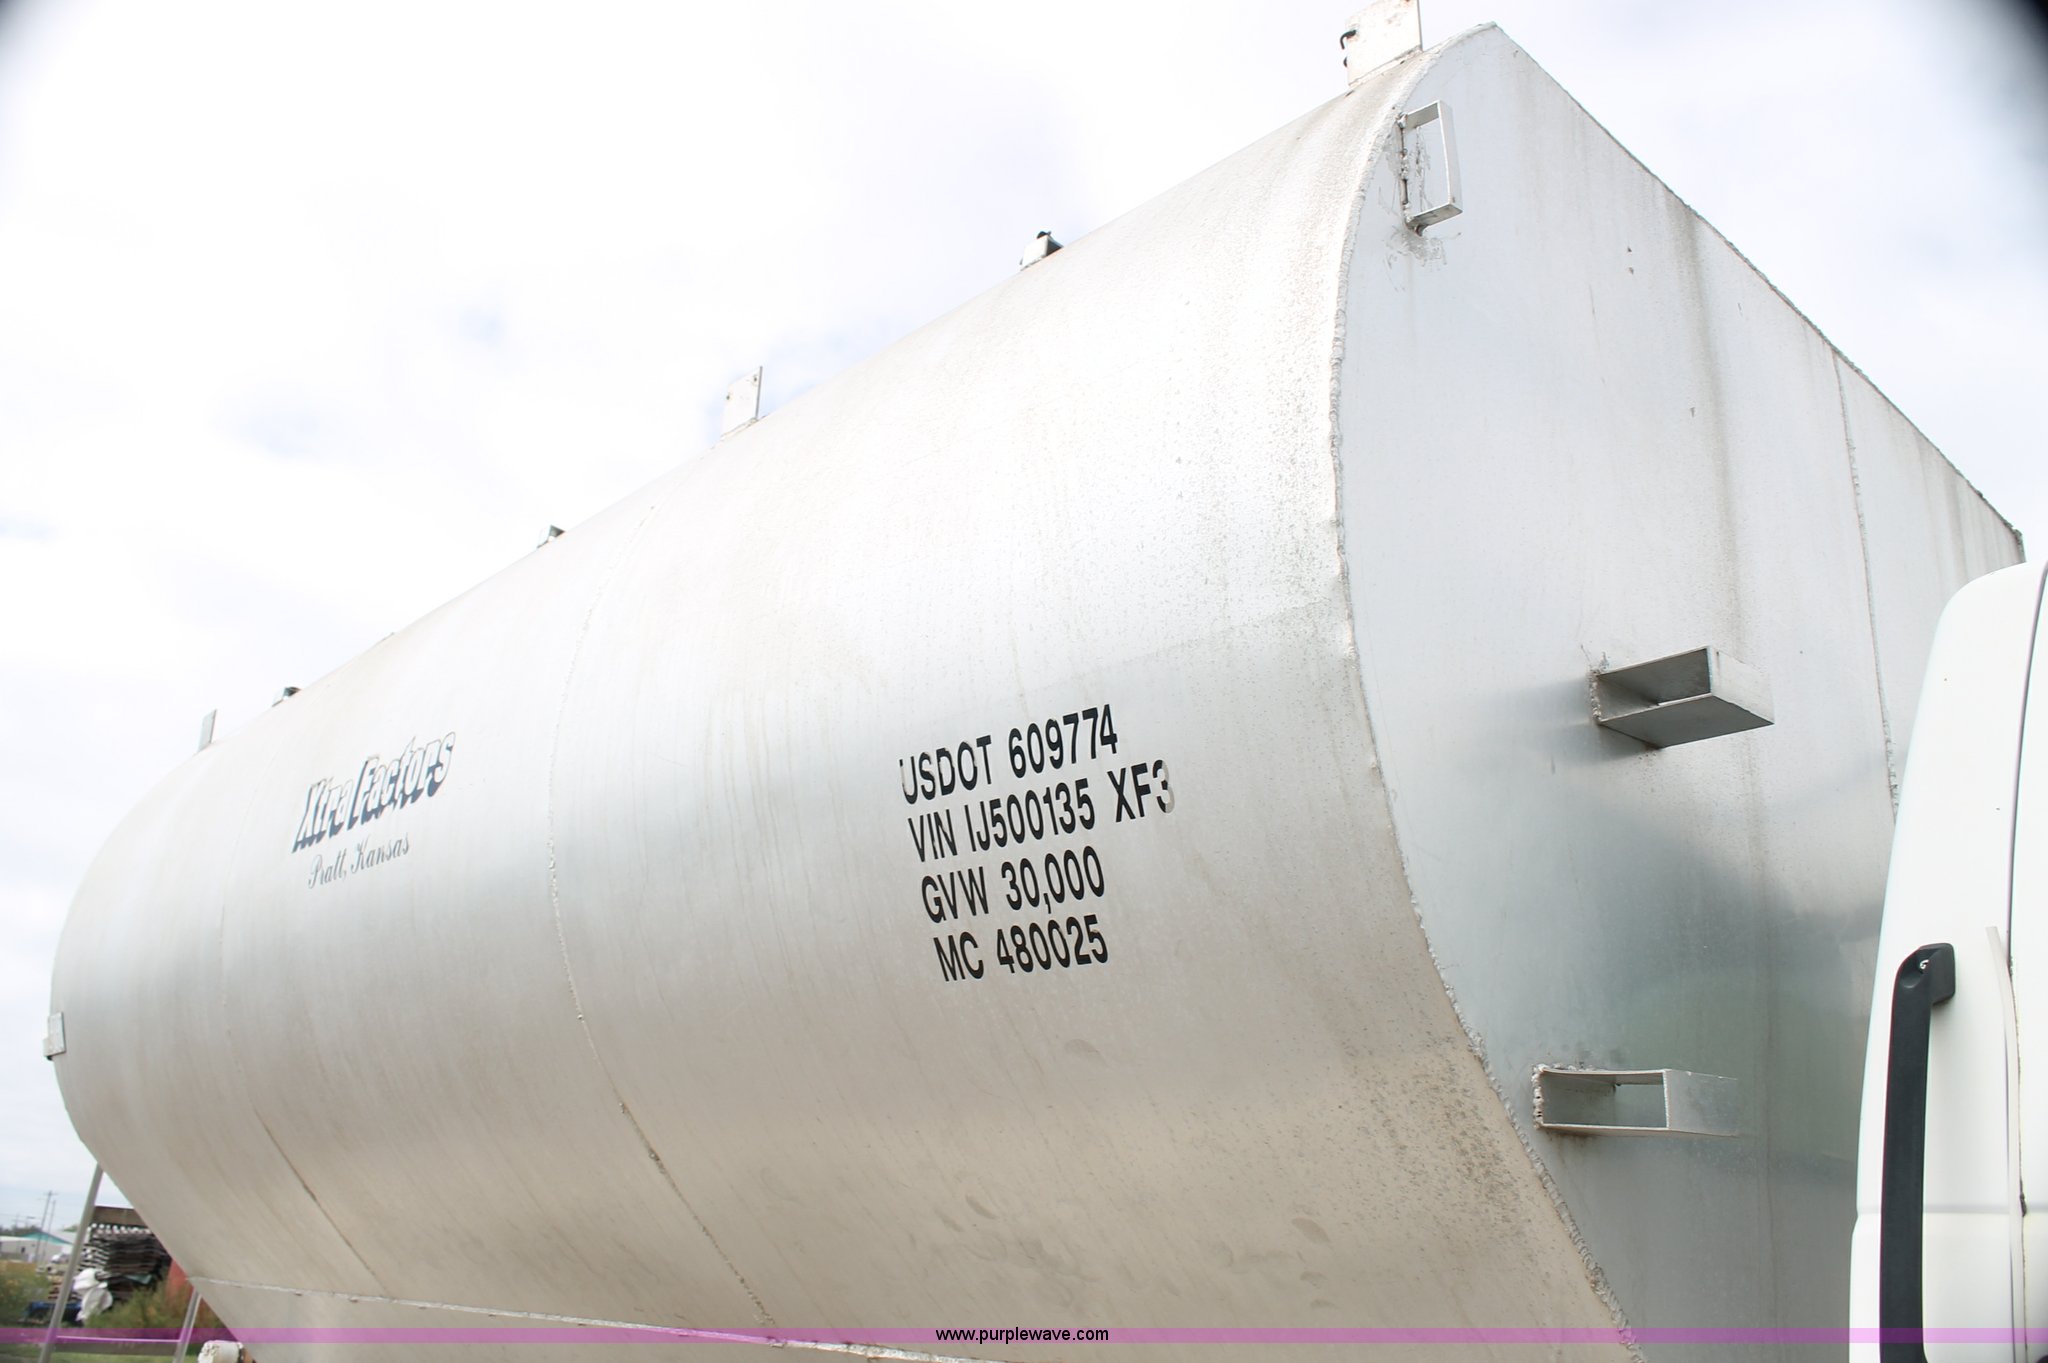 Xtra Factors
Pratt, Kansas
USDOT 609774
VIN IJ500135 XF3
GVW 30,000
MC 480025
www.purplewave.com